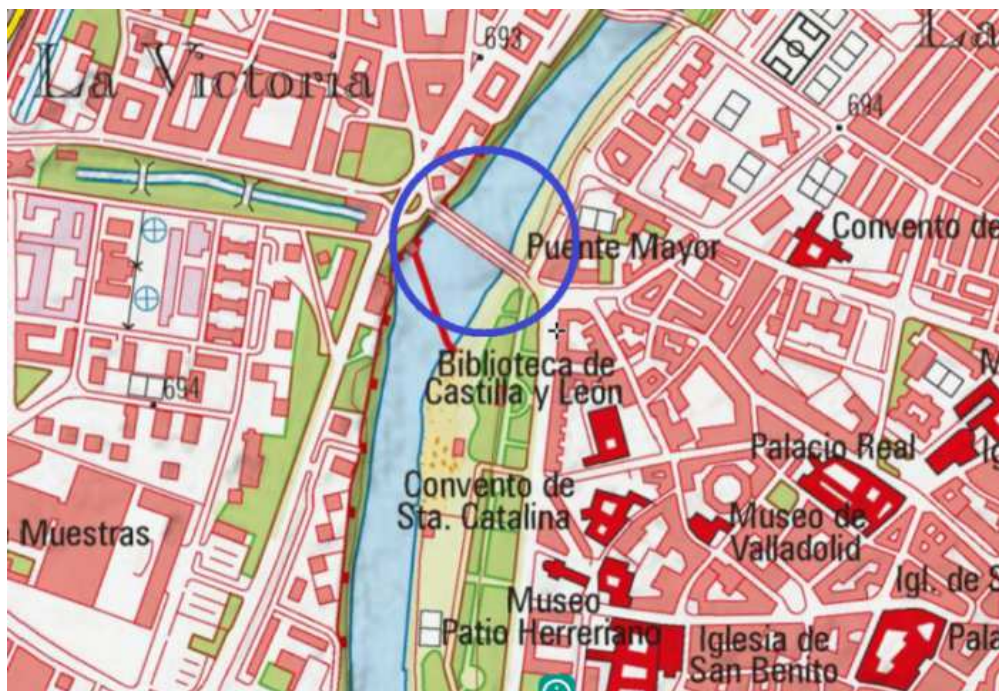 La Victoria
693
La
694
Convento de
Puente Mayor
Biblioteca de
Castilla y León
694
Palacio Real
Convento de
Sta. Catalina
Muestras
Museo de
Valladolid
Igl. de S
Museo
Patio Herreriano
Iglesia de
San Benito
Pala